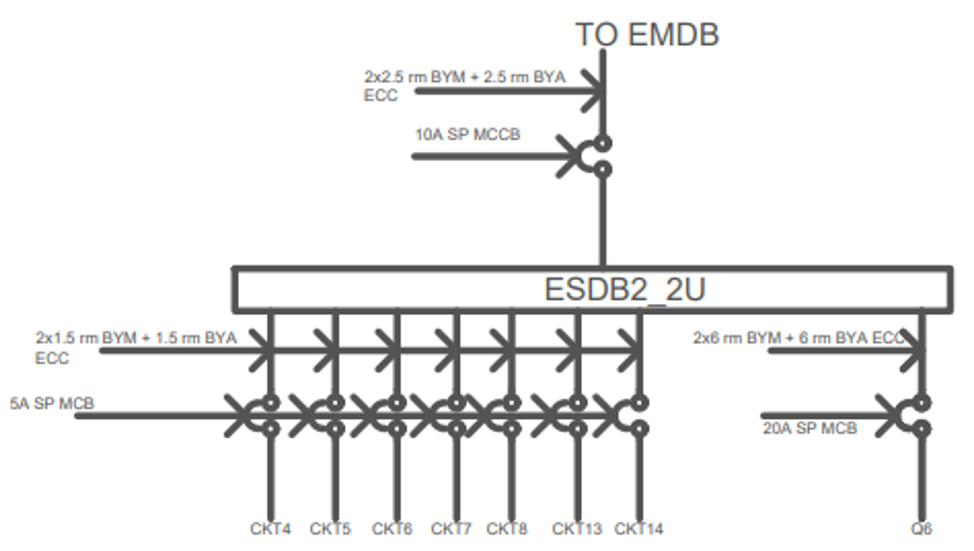 TO EMDB
2x2.5 rm BYM + 2.5 rm BYA
ECC
10A SP MCCB
ESDB2_2U
2x1.5 rm BYM + 1.5 rm BYA
ECC
2x6 rm BYM + 6 rm BYA ECC
5A SP MCB
20A SP MCB
CKT4 CKT5 CKT6 CKT7 CKT8 CKT13 CKT14 Q6